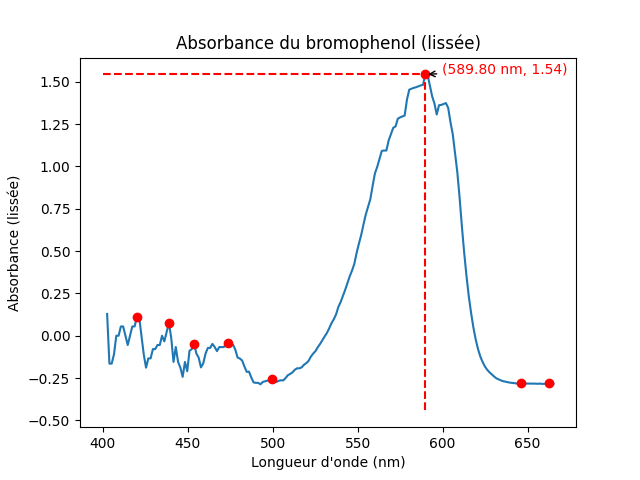 Absorbance du bromophenol (lissée)
(589.80 nm, 1.54)
1.50
1.25
1.00
0.75
0.50
0.25
0.00
−0.25
−0.50
Absorbance (lissée)
400 450 500 550 600 650
Longueur d'onde (nm)